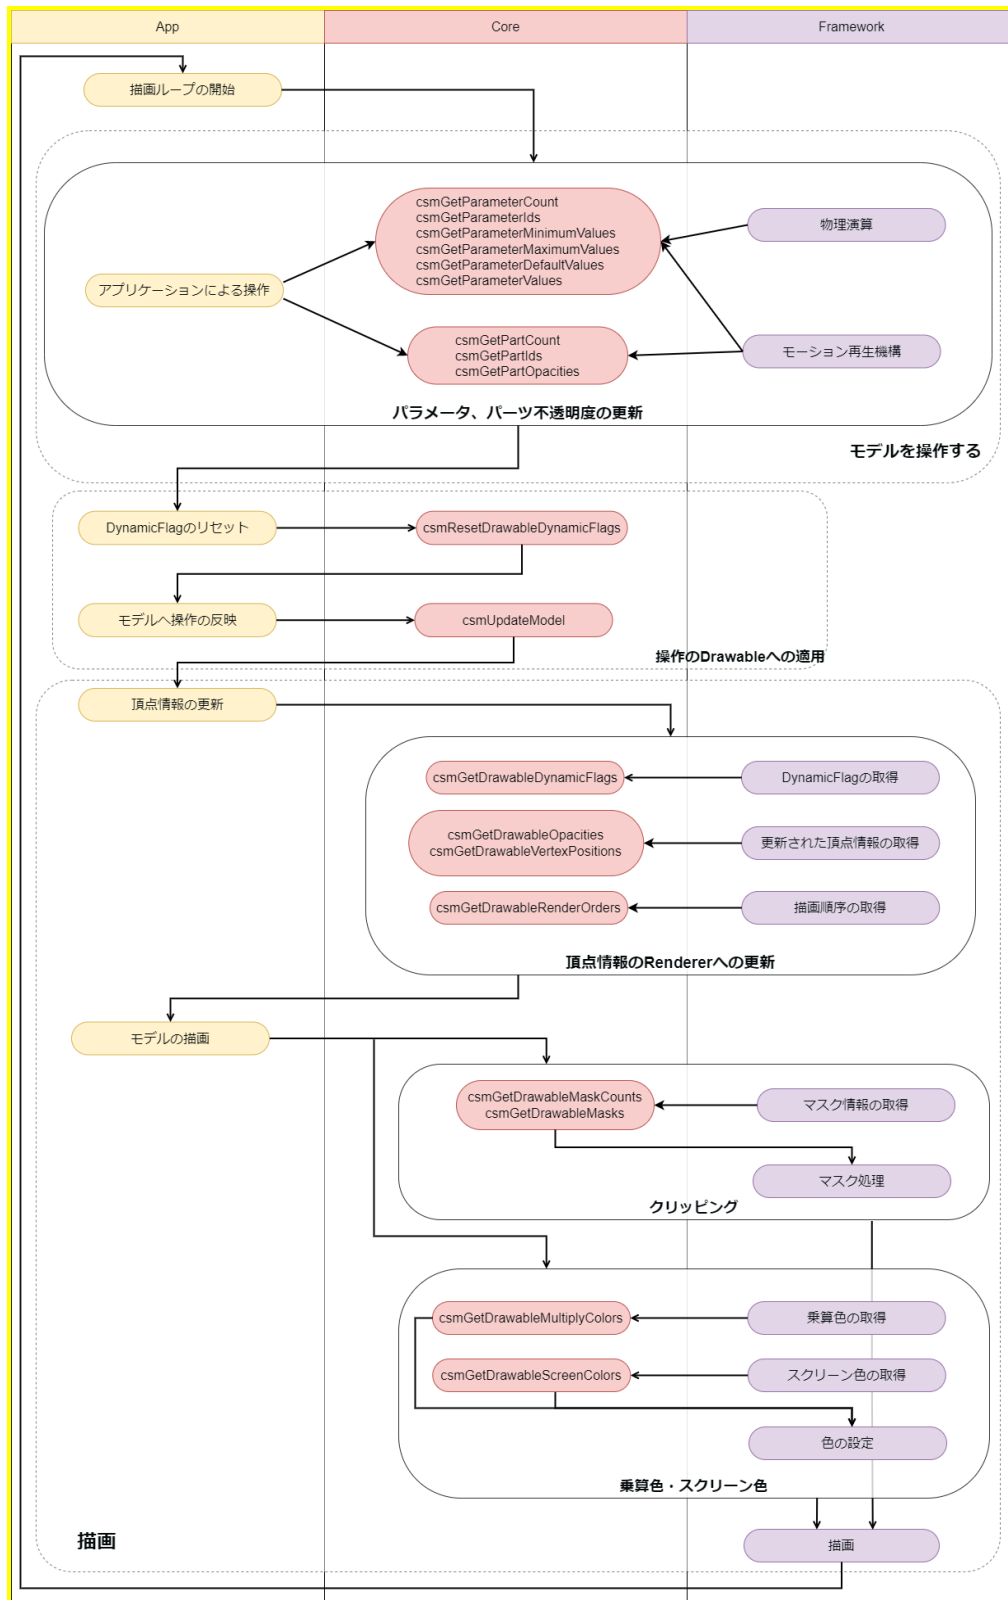 App
Core
Framework
描画ループの開始
csmGetParameterCount
csmGetParameterIds
csmGetParameterMinimumValues
csmGetParameterMaximumValues
csmGetParameterDefaultValues
csmGetParameterValues
物理演算
アプリケーションによる操作
csmGetPartCount
csmGetPartIds
csmGetPartOpacities
モーション再生機構
パラメータ、パーツ不透明度の更新
モデルを操作する
DynamicFlagのリセット
csmResetDrawableDynamicFlags
モデルへ操作の反映
csmUpdateModel
操作のDrawableへの適用
頂点情報の更新
csmGetDrawableDynamicFlags
DynamicFlagの取得
csmGetDrawableOpacities
csmGetDrawableVertexPositions
更新された頂点情報の取得
csmGetDrawableRenderOrders
描画順序の取得
頂点情報のRendererへの更新
モデルの描画
csmGetDrawableMaskCounts
csmGetDrawableMasks
マスク情報の取得
マスク処理
クリッピング
csmGetDrawableMultiplyColors
乗算色の取得
csmGetDrawableScreenColors
スクリーン色の取得
色の設定
乗算色・スクリーン色
描画
描画